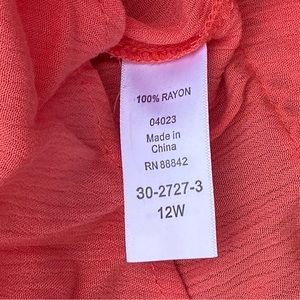 100% RAYON
04023
Made in
China
RN 88842
30-2727-3
12W